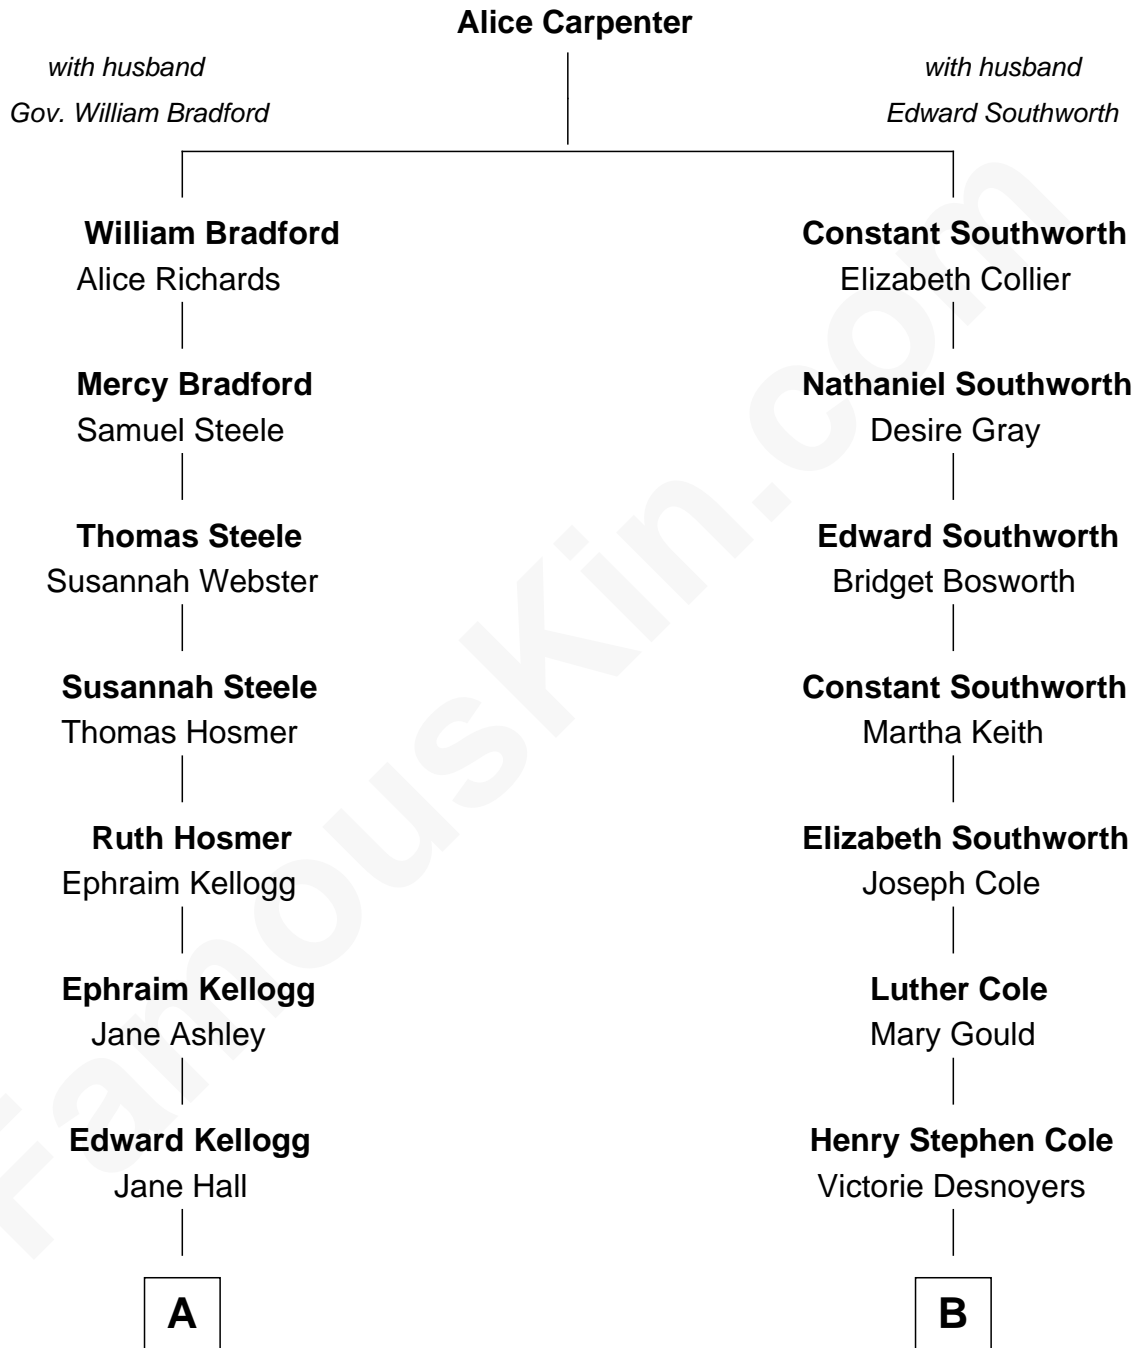 Alice Carpenter
with husband
Gov. William Bradford
with husband
Edward Southworth
William Bradford
Alice Richards
Constant Southworth
Elizabeth Collier
Mercy Bradford
Samuel Steele
Nathaniel Southworth
Desire Gray
Thomas Steele
Susannah Webster
Edward Southworth
Bridget Bosworth
Susannah Steele
Thomas Hosmer
Constant Southworth
Martha Keith
Ruth Hosmer
Ephraim Kellogg
Elizabeth Southworth
Joseph Cole
Ephraim Kellogg
Jane Ashley
Luther Cole
Mary Gould
Edward Kellogg
Jane Hall
Henry Stephen Cole
Victorie Desnoyers
A
B
FamousKin.com